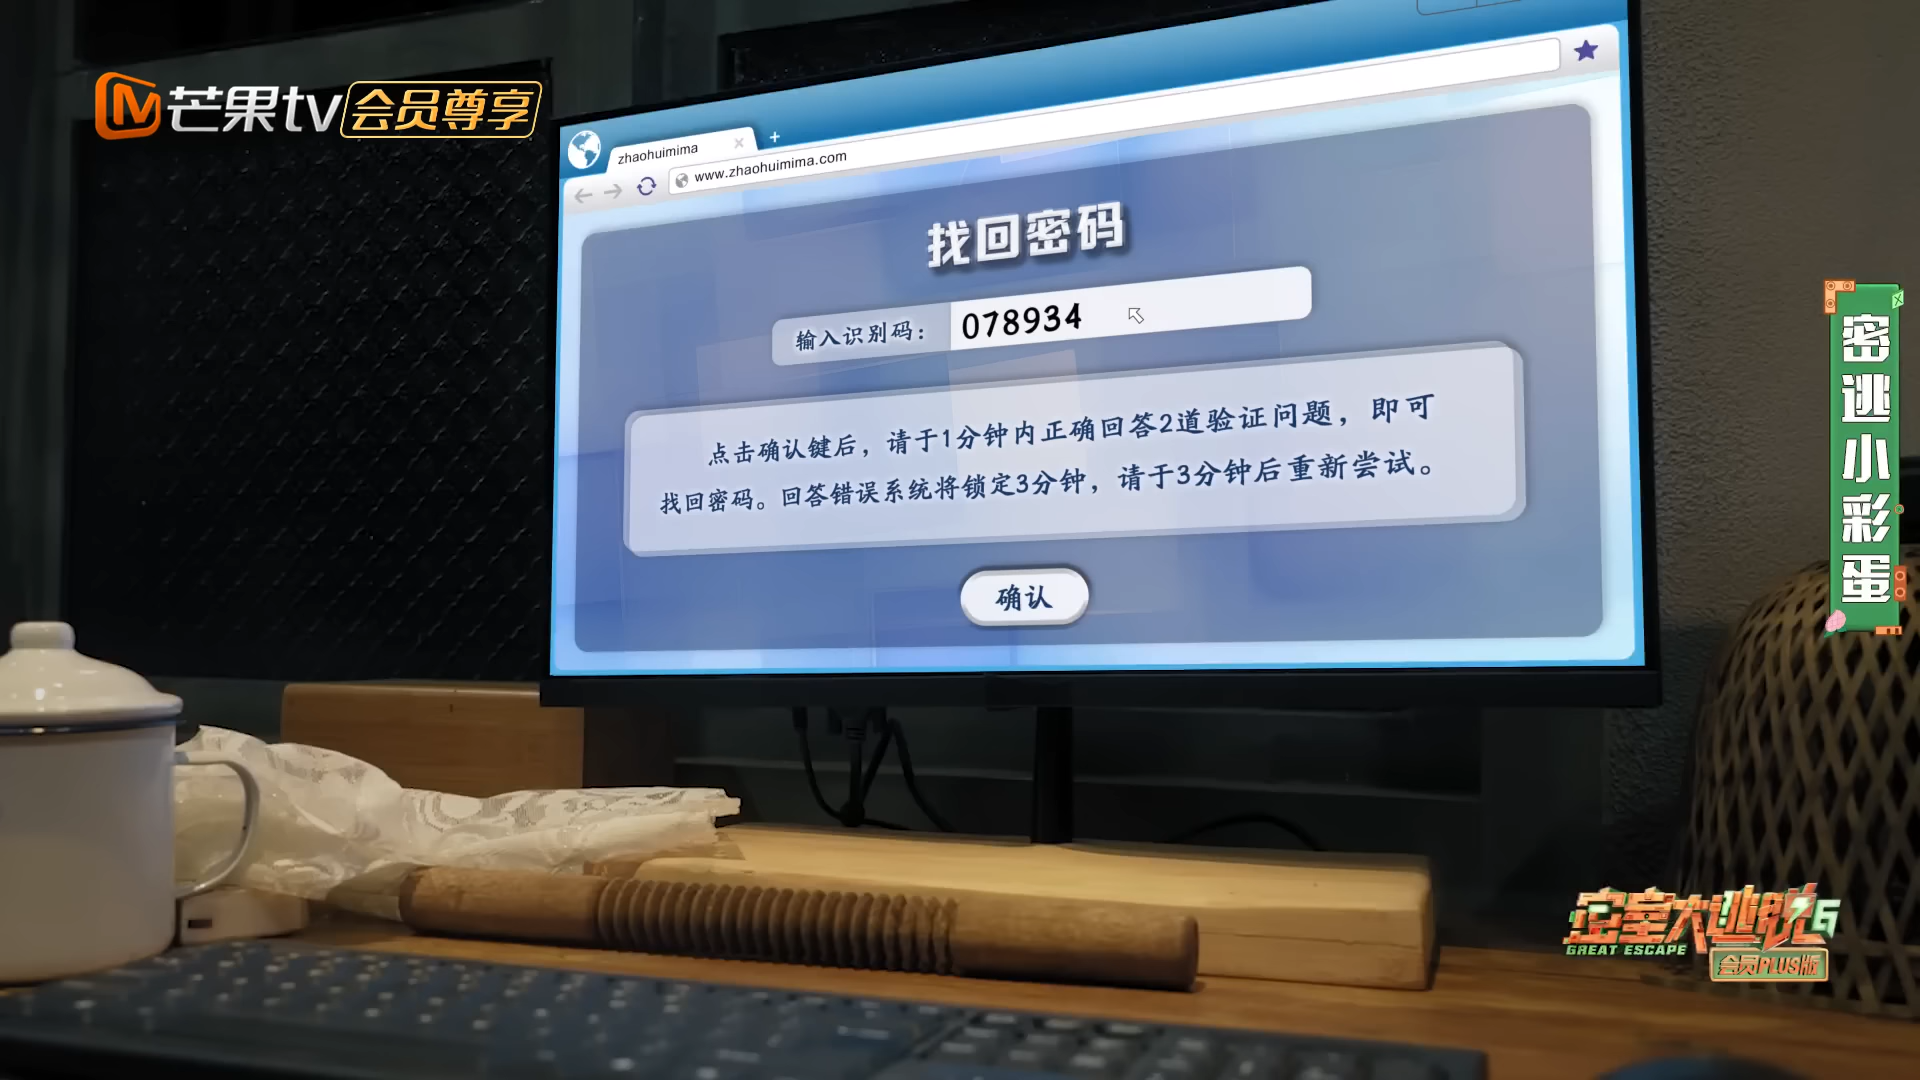 芒果tv会员尊享
zhaohuimima
www.zhaohuimima.com
找回密码
输入识别码：
078934
点击确认键后，请于1分钟内正确回答2道验证问题，即可
找回密码。回答错误系统将锁定3分钟，请于3分钟后重新尝试。
确认
密逃小彩蛋
密室大逃脱6
GREAT ESCAPE
会员PLUS版